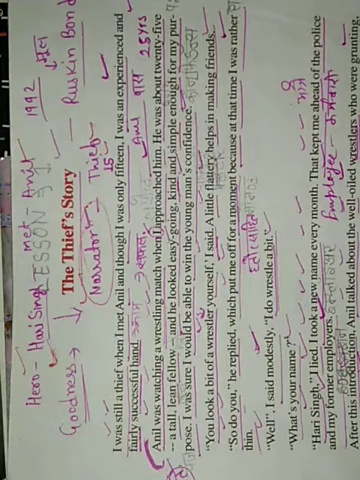 1992
Hero - Hari Singh met - Anil
LESSON
Goodness → (Narrator) Thief - Ruskin Bond
15
The Thief's Story
I was still a thief when I met Anil and though I was only fifteen, I was an experienced and
fairly successful hand. Anil पास 25 yrs
Anil was watching a wrestling match when I approached him. He was about twenty-five
-- a tall, lean fellow -- and he looked easy-going, kind and simple enough for my pur-
pose. I was sure I would be able to win the young man's confidence.
"You look a bit of a wrestler yourself," I said. A little flattery helps in making friends.
"So do you," he replied, which put me off for a moment because at that time I was rather
thin.
"Well", I said modestly, "I do wrestle a bit."
"What's your name ?"
"Hari Singh," I lied. I took a new name every month. That kept me ahead of the police
and my former employers. Employee -
After this introduction, Anil talked about the well-oiled wrestlers who were grunting,